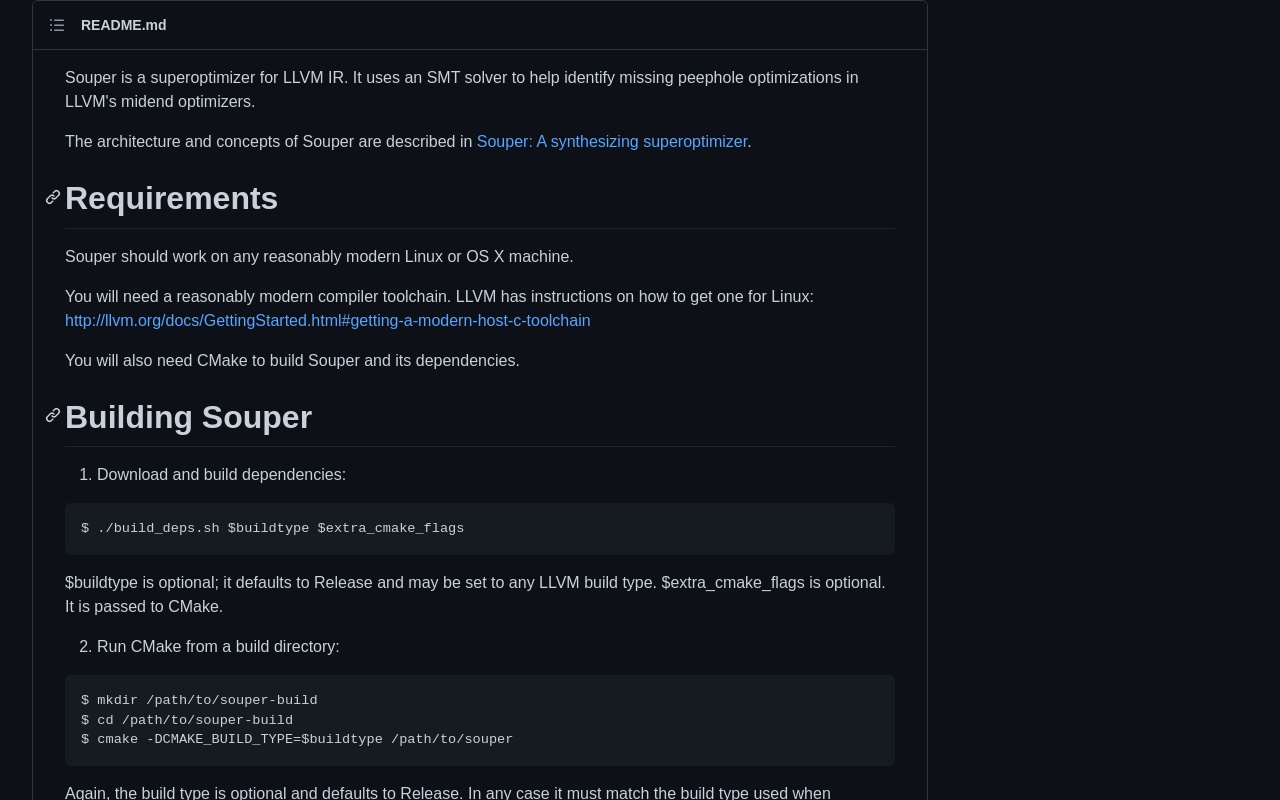 README.md
Souper is a superoptimizer for LLVM IR. It uses an SMT solver to help identify missing peephole optimizations in
LLVM's midend optimizers.
The architecture and concepts of Souper are described in Souper: A synthesizing superoptimizer.
Requirements
Souper should work on any reasonably modern Linux or OS X machine.
You will need a reasonably modern compiler toolchain. LLVM has instructions on how to get one for Linux:
http://llvm.org/docs/GettingStarted.html#getting-a-modern-host-c-toolchain
You will also need CMake to build Souper and its dependencies.
Building Souper
1. Download and build dependencies:
$ ./build_deps.sh $buildtype $extra_cmake_flags
$buildtype is optional; it defaults to Release and may be set to any LLVM build type. $extra_cmake_flags is optional.
It is passed to CMake.
2. Run CMake from a build directory:
$ mkdir /path/to/souper-build
$ cd /path/to/souper-build
$ cmake -DCMAKE_BUILD_TYPE=$buildtype /path/to/souper
Again, the build type is optional and defaults to Release. In any case it must match the build type used when